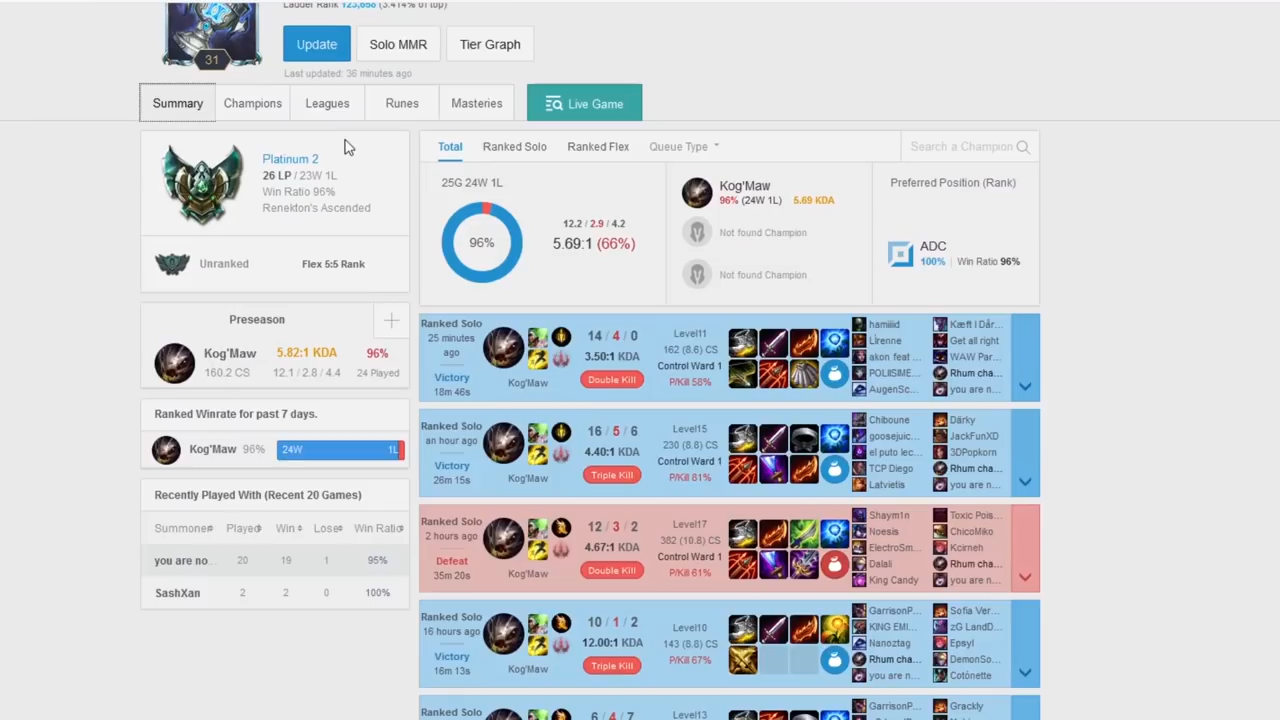 Ladder Rank 123,658 (3.414% of top)
31
Update
Solo MMR
Tier Graph
Last updated: 36 minutes ago
Summary
Champions
Leagues
Runes
Masteries
Live Game
Platinum 2
26 LP / 23W 1L
Win Ratio 96%
Renekton's Ascended
Unranked
Flex 5:5 Rank
Preseason
Kog'Maw
160.2 CS
5.82:1 KDA
12.1 / 2.8 / 4.4
96%
24 Played
Ranked Winrate for past 7 days.
Kog'Maw 96% 24W 1L
Recently Played With (Recent 20 Games)
Summoner Played Win Lose Win Ratio
you are no... 20 19 1 95%
SashXan 2 2 0 100%
Total
Ranked Solo
Ranked Flex
Queue Type
Search a Champion
25G 24W 1L
96%
12.2 / 2.9 / 4.2
5.69:1 (66%)
Kog'Maw
96% (24W 1L) 5.69 KDA
Not found Champion
Not found Champion
Preferred Position (Rank)
ADC
100% Win Ratio 96%
Ranked Solo
25 minutes
ago
Victory
18m 46s
Kog'Maw
14 / 4 / 0
3.50:1 KDA
Double Kill
Level11
162 (8.6) CS
Control Ward 1
P/Kill 58%
hamiiid
Lírenne
akon feat ...
POLIISIME...
AugenSc...
Kæft I Dår...
Get all right
WAW Par...
Rhum cha...
you are n...
Ranked Solo
an hour ago
Victory
26m 15s
Kog'Maw
16 / 5 / 6
4.40:1 KDA
Triple Kill
Level15
230 (8.8) CS
Control Ward 1
P/Kill 81%
Chiboune
goosejuic...
el puto lec...
TCP Diego
Latvietis
Därky
JackFunXD
3DPopkorn
Rhum cha...
you are n...
Ranked Solo
2 hours ago
Defeat
35m 20s
Kog'Maw
12 / 3 / 2
4.67:1 KDA
Double Kill
Level17
382 (10.8) CS
Control Ward 1
P/Kill 61%
Shaym1n
Noesis
ElectroSm...
Dalali
King Candy
Toxic Pois...
ChicoMiko
Kcirneh
Rhum cha...
you are n...
Ranked Solo
16 hours ago
Victory
16m 13s
Kog'Maw
10 / 1 / 2
12.00:1 KDA
Triple Kill
Level10
143 (8.8) CS
P/Kill 67%
GarrisonP...
KING EMI...
Nanoztag
Rhum cha...
you are n...
Sofia Ver...
zG LandD...
Epsyl
DemonSo...
Cotônette
Ranked Solo
6 / 4 / 7
Level13
GarrisonP...
Grackly